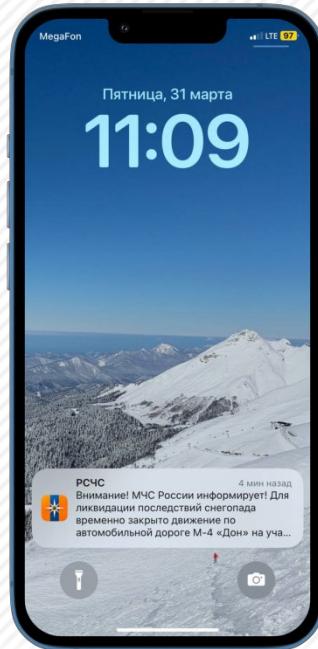 MegaFon LTE 97
Пятница, 31 марта
11:09
РСЧС 4 мин назад
Внимание! МЧС России информирует! Для
ликвидации последствий снегопада
временно закрыто движение по
автомобильной дороге М-4 «Дон» на уча...